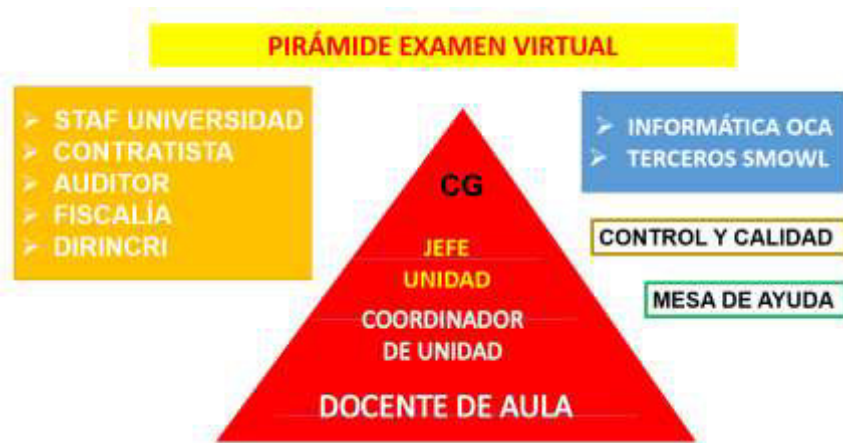 PIRÁMIDE EXAMEN VIRTUAL
STAF UNIVERSIDAD
CONTRATISTA
AUDITOR
FISCALÍA
DIRINCRI
CG
JEFE
UNIDAD
COORDINADOR
DE UNIDAD
DOCENTE DE AULA
INFORMÁTICA OCA
TERCEROS SMOWL
CONTROL Y CALIDAD
MESA DE AYUDA